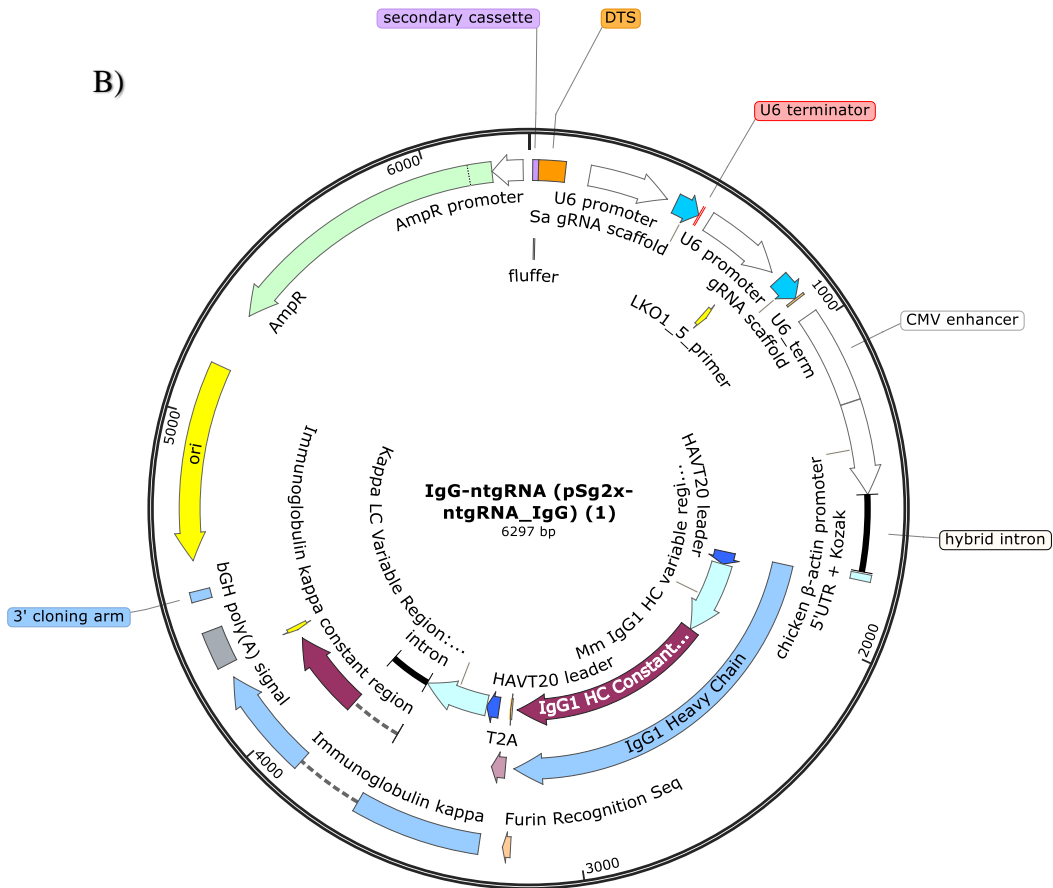 secondary cassette
DTS
B)
U6 terminator
6000
AmpR promoter
U6 promoter
Sa gRNA scaffold
fluffer
U6 promoter
gRNA scaffold
U6_term
1000
AmpR
LKO1_5_primer
CMV enhancer
5000
ori
Immunoglobulin kappa constant region
Kappa LC Variable Region:...
HAVT20 leader
IgG-ntgRNA (pSg2x-
ntgRNA_IgG) (1)
6297 bp
chicken β-actin promoter
5'UTR + Kozak
hybrid intron
3' cloning arm
bGH poly(A) signal
intron
Mm IgG1 HC variable regi...
2000
HAVT20 leader
IgG1 HC Constant...
IgG1 Heavy Chain
T2A
4000
Immunoglobulin kappa
Furin Recognition Seq
3000